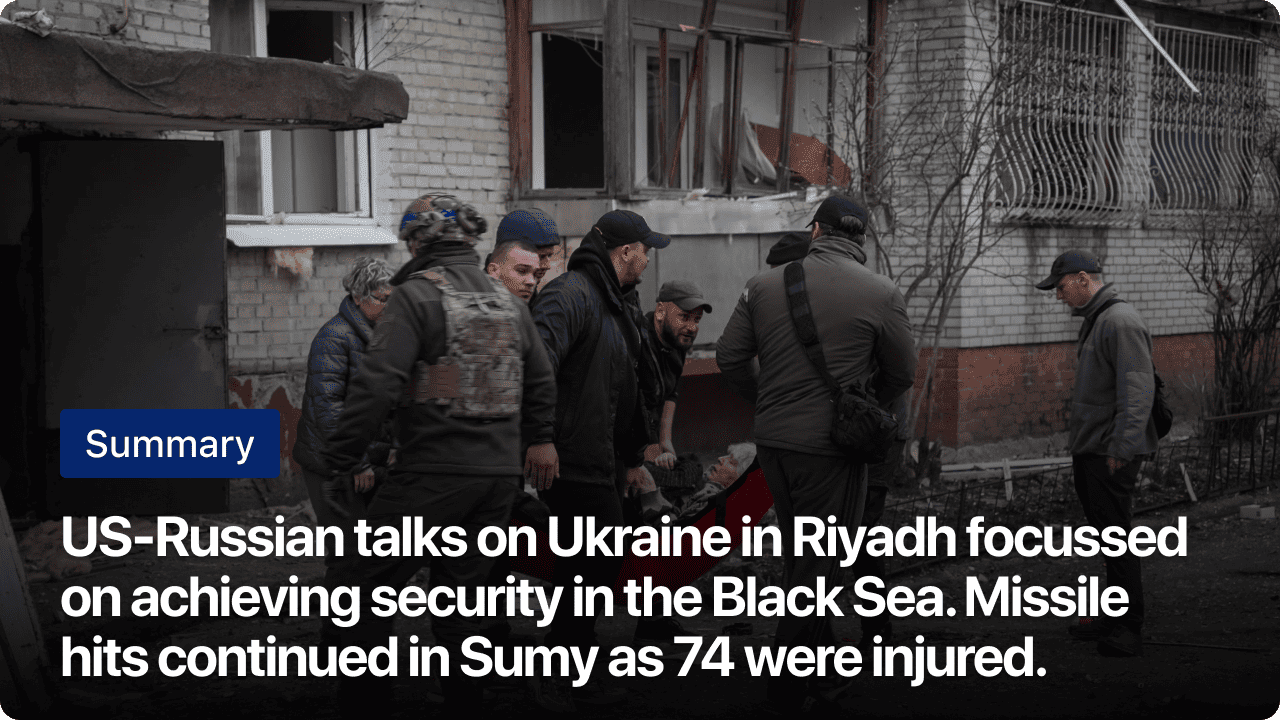 Summary
US-Russian talks on Ukraine in Riyadh focussed
on achieving security in the Black Sea. Missile
hits continued in Sumy as 74 were injured.